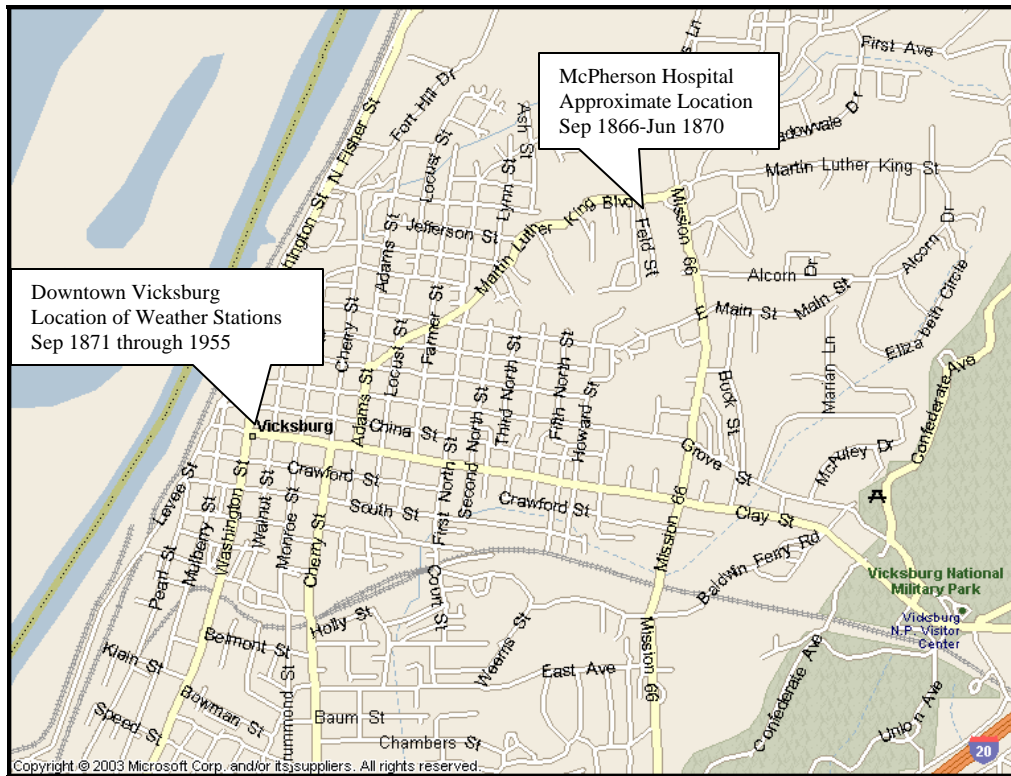 First Ave
McPherson Hospital
Approximate Location
Sep 1866-Jun 1870
Fort Hill Dr
N Fisher St
Locust St
Ash St
Lynn St
Martin Luther King St
Martin Luther King Blvd
Mission 66
Feld St
Jefferson St
Adams St
Alcorn Dr
Alcorn Dr
Downtown Vicksburg
Location of Weather Stations
Sep 1871 through 1955
E Main St
Main St
Elizabeth Circle
Cherry St
Farmer St
Locust St
Third North St
Fifth North St
Howard St
Buck St
Marian Ln
Confederate Ave
Vicksburg
Adams St
China St
Second North St
First North St
Grove St
Levee St
Crawford St
Crawford St
South St
Clay St
Mission 66
Washington St
Walnut St
Monroe St
Mulberry St
Pearl St
Cherry St
Baldwin Ferry Rd
Vicksburg National
Military Park
Vicksburg
N.P. Visitor
Center
Court St
Holly St
Belmont St
Klein St
Weems St
East Ave
Mission 66
Confederate Ave
Union Ave
Bowman St
Speed St
Baum St
Chambers St
20
Copyright © 2003 Microsoft Corp. and/or its suppliers. All rights reserved.